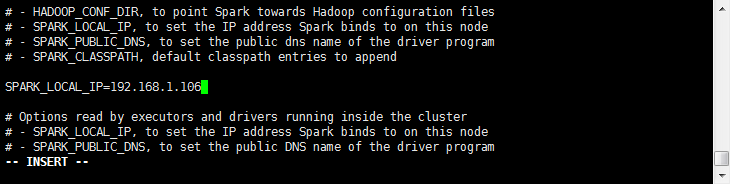 # - HADOOP_CONF_DIR, to point Spark towards Hadoop configuration files
# - SPARK_LOCAL_IP, to set the IP address Spark binds to on this node
# - SPARK_PUBLIC_DNS, to set the public dns name of the driver program
# - SPARK_CLASSPATH, default classpath entries to append
SPARK_LOCAL_IP=192.168.1.106
# Options read by executors and drivers running inside the cluster
# - SPARK_LOCAL_IP, to set the IP address Spark binds to on this node
# - SPARK_PUBLIC_DNS, to set the public DNS name of the driver program
-- INSERT --